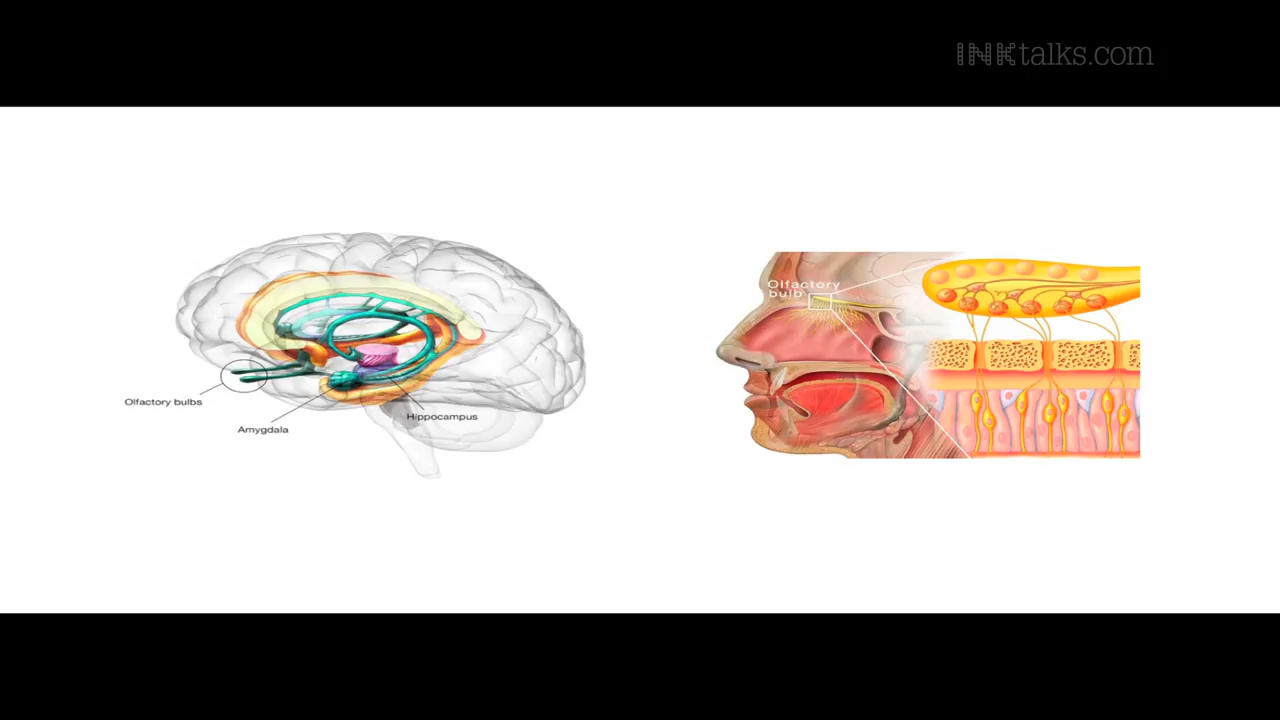 INKtalks.com
Olfactory bulbs
Amygdala
Hippocampus
Olfactory
bulb